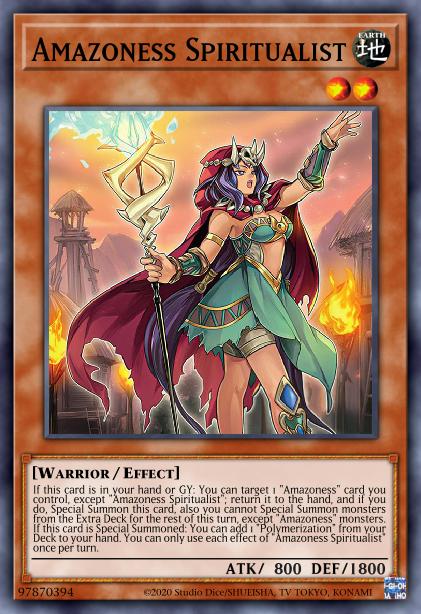 AMAZONESS SPIRITUALIST
EARTH
地
[WARRIOR / EFFECT]
If this card is in your hand or GY: You can target 1 "Amazoness" card you
control, except "Amazoness Spiritualist"; return it to the hand, and if you
do, Special Summon this card, also you cannot Special Summon monsters
from the Extra Deck for the rest of this turn, except "Amazoness" monsters.
If this card is Special Summoned: You can add 1 "Polymerization" from your
Deck to your hand. You can only use each effect of "Amazoness Spiritualist"
once per turn.
ATK/ 800 DEF/1800
97870394 ©2020 Studio Dice/SHUEISHA, TV TOKYO, KONAMI